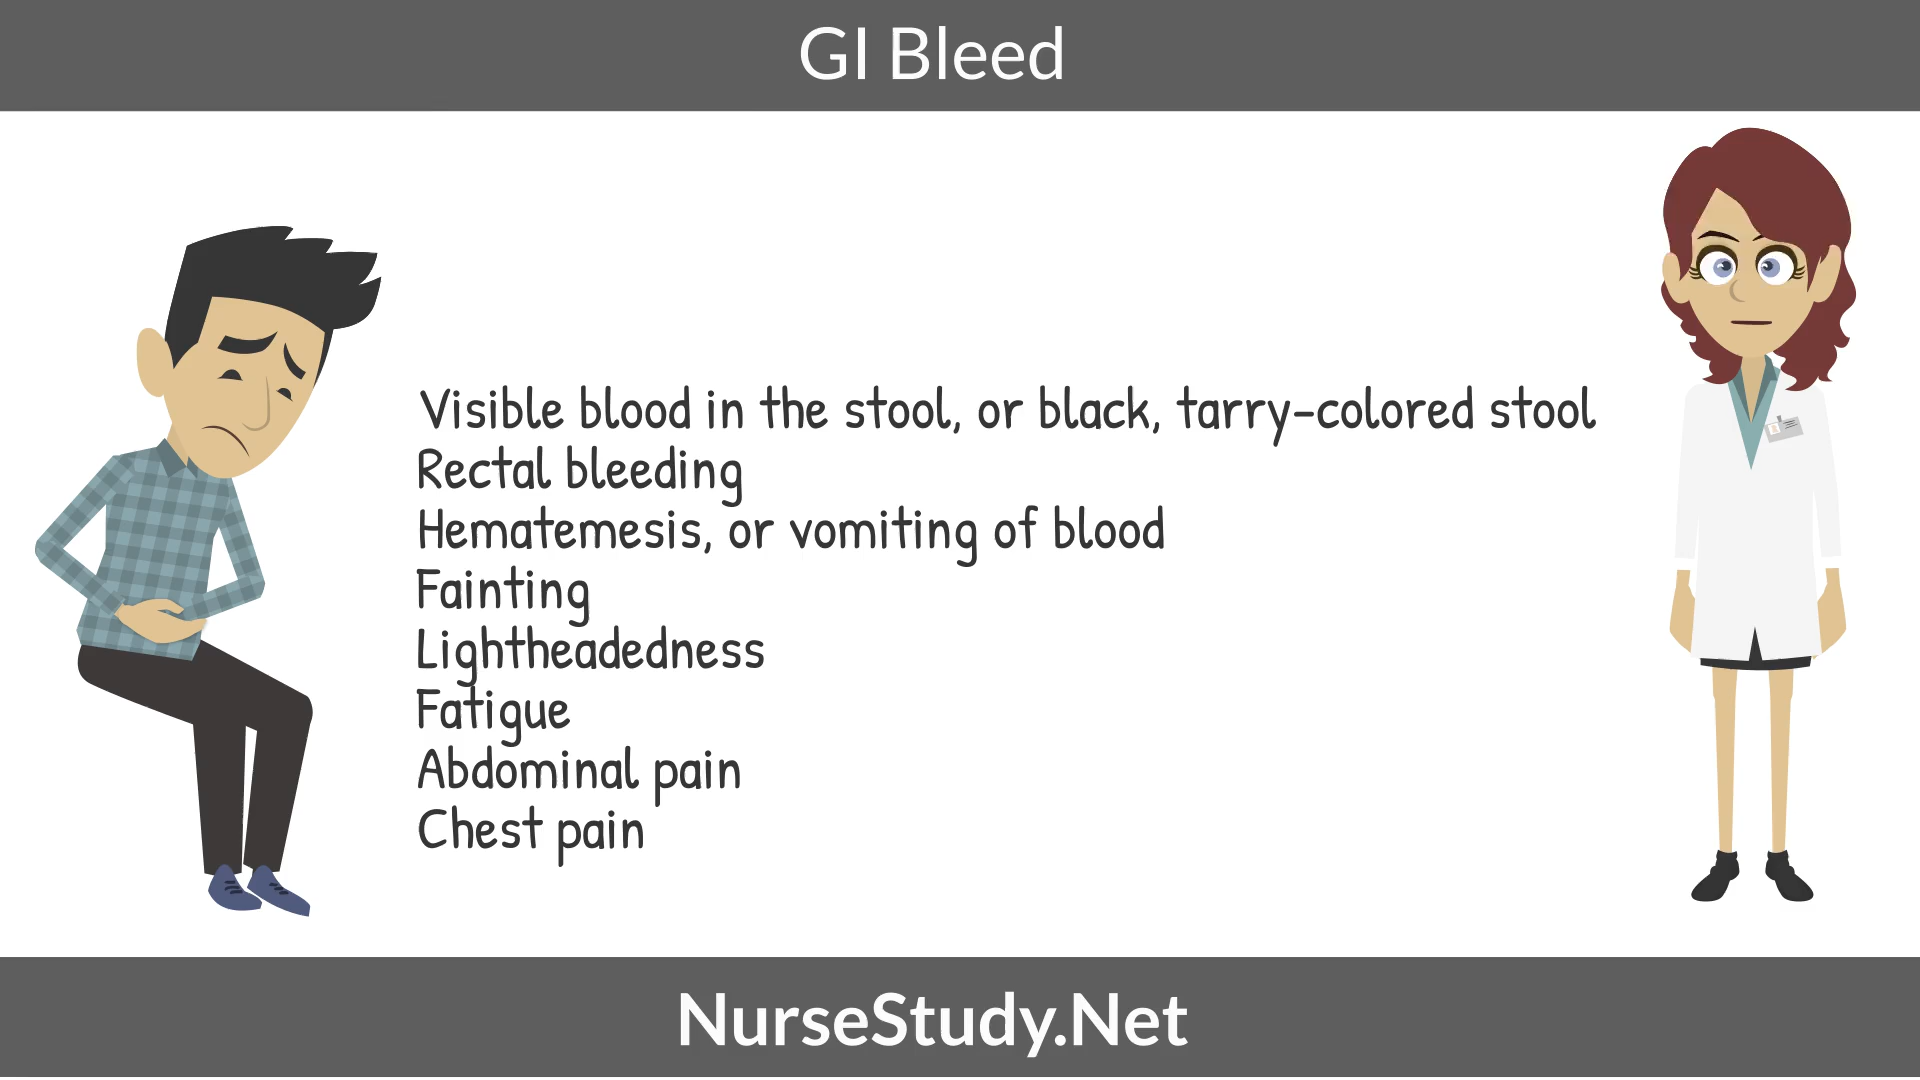 GI Bleed
Visible blood in the stool, or black, tarry-colored stool
Rectal bleeding
Hematemesis, or vomiting of blood
Fainting
Lightheadedness
Fatigue
Abdominal pain
Chest pain
NurseStudy.Net